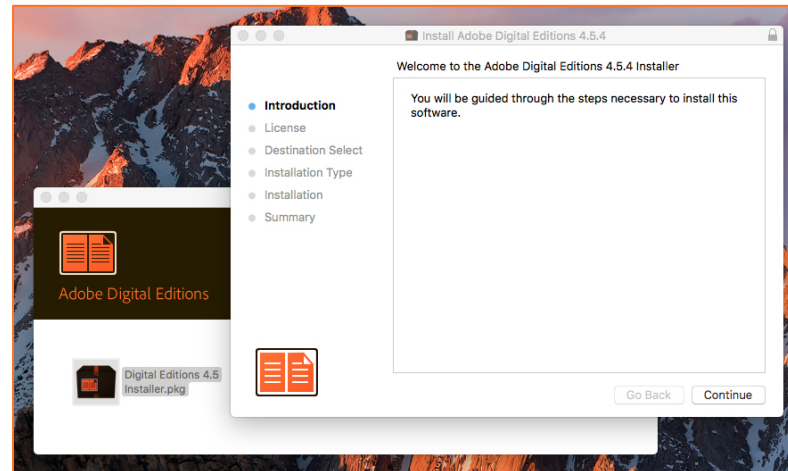 Install Adobe Digital Editions 4.5.4
Welcome to the Adobe Digital Editions 4.5.4 Installer
Introduction
License
Destination Select
Installation Type
Installation
Summary
You will be guided through the steps necessary to install this
software.
Go Back
Continue
Adobe Digital Editions
Digital Editions 4.5
Installer.pkg